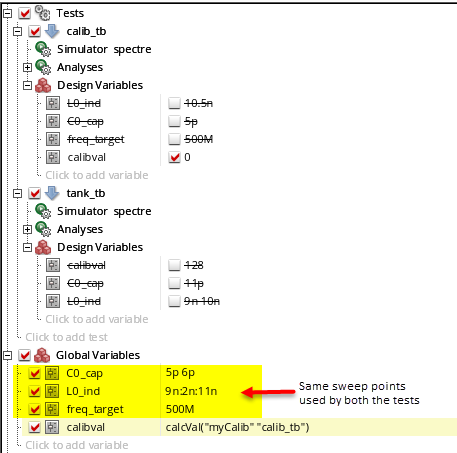 Tests
calib_tb
Simulator spectre
Analyses
Design Variables
L0_ind 10.5n
C0_cap 5p
freq_target 500M
calibval 0
Click to add variable
tank_tb
Simulator spectre
Analyses
Design Variables
calibval 128
C0_cap 11p
L0_ind 9n 10n
Click to add variable
Click to add test
Global Variables
C0_cap 5p 6p
L0_ind 9n:2n:11n
freq_target 500M
Same sweep points
used by both the tests
calibval calcVal("myCalib" "calib_tb")
Click to add variable